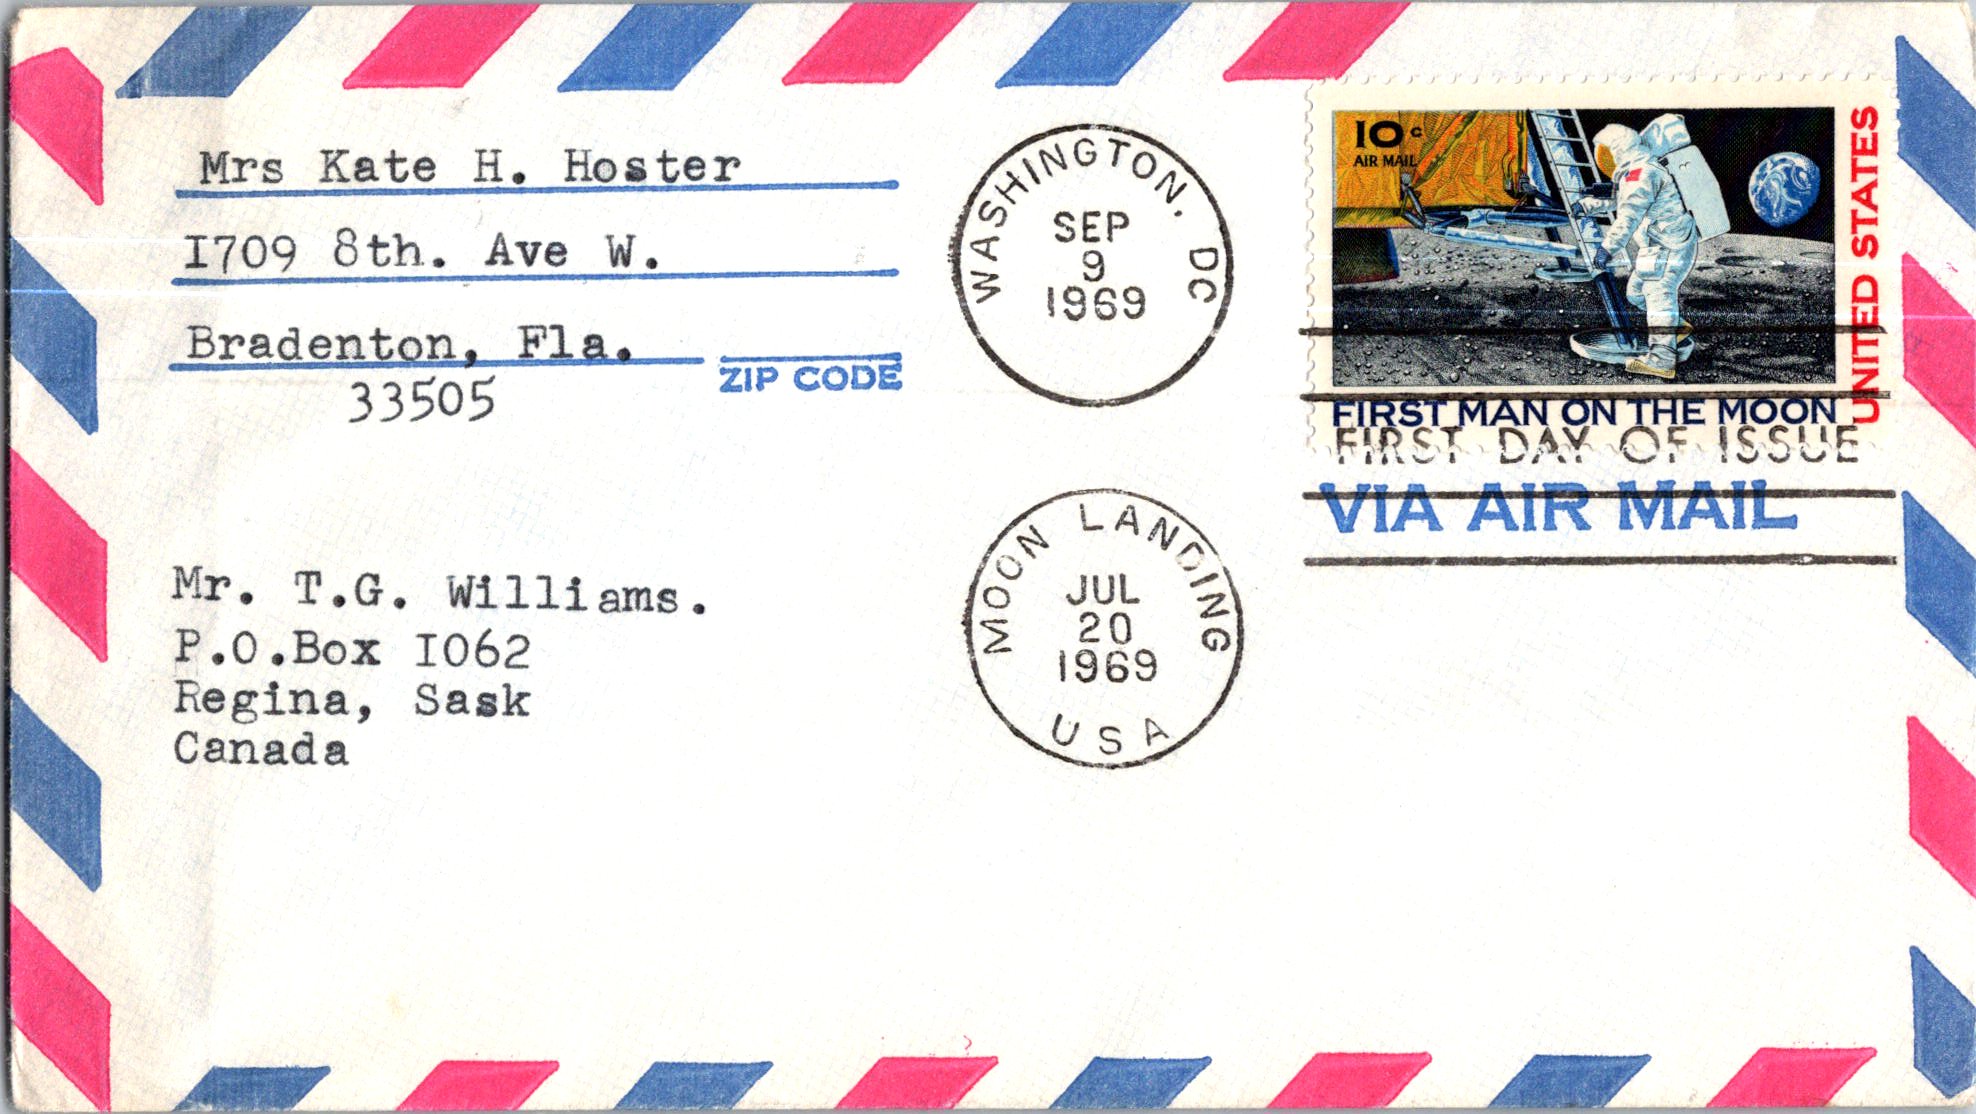 Mrs Kate H. Hoster
I709 8th. Ave W.
Bradenton, Fla.
33505
ZIP CODE
WASHINGTON, DC
SEP
9
1969
10c
AIR MAIL
UNITED STATES
FIRST MAN ON THE MOON
FIRST DAY OF ISSUE
VIA AIR MAIL
MOON LANDING
JUL
20
1969
USA
Mr. T.G. Williams.
P.O.Box I062
Regina, Sask
Canada